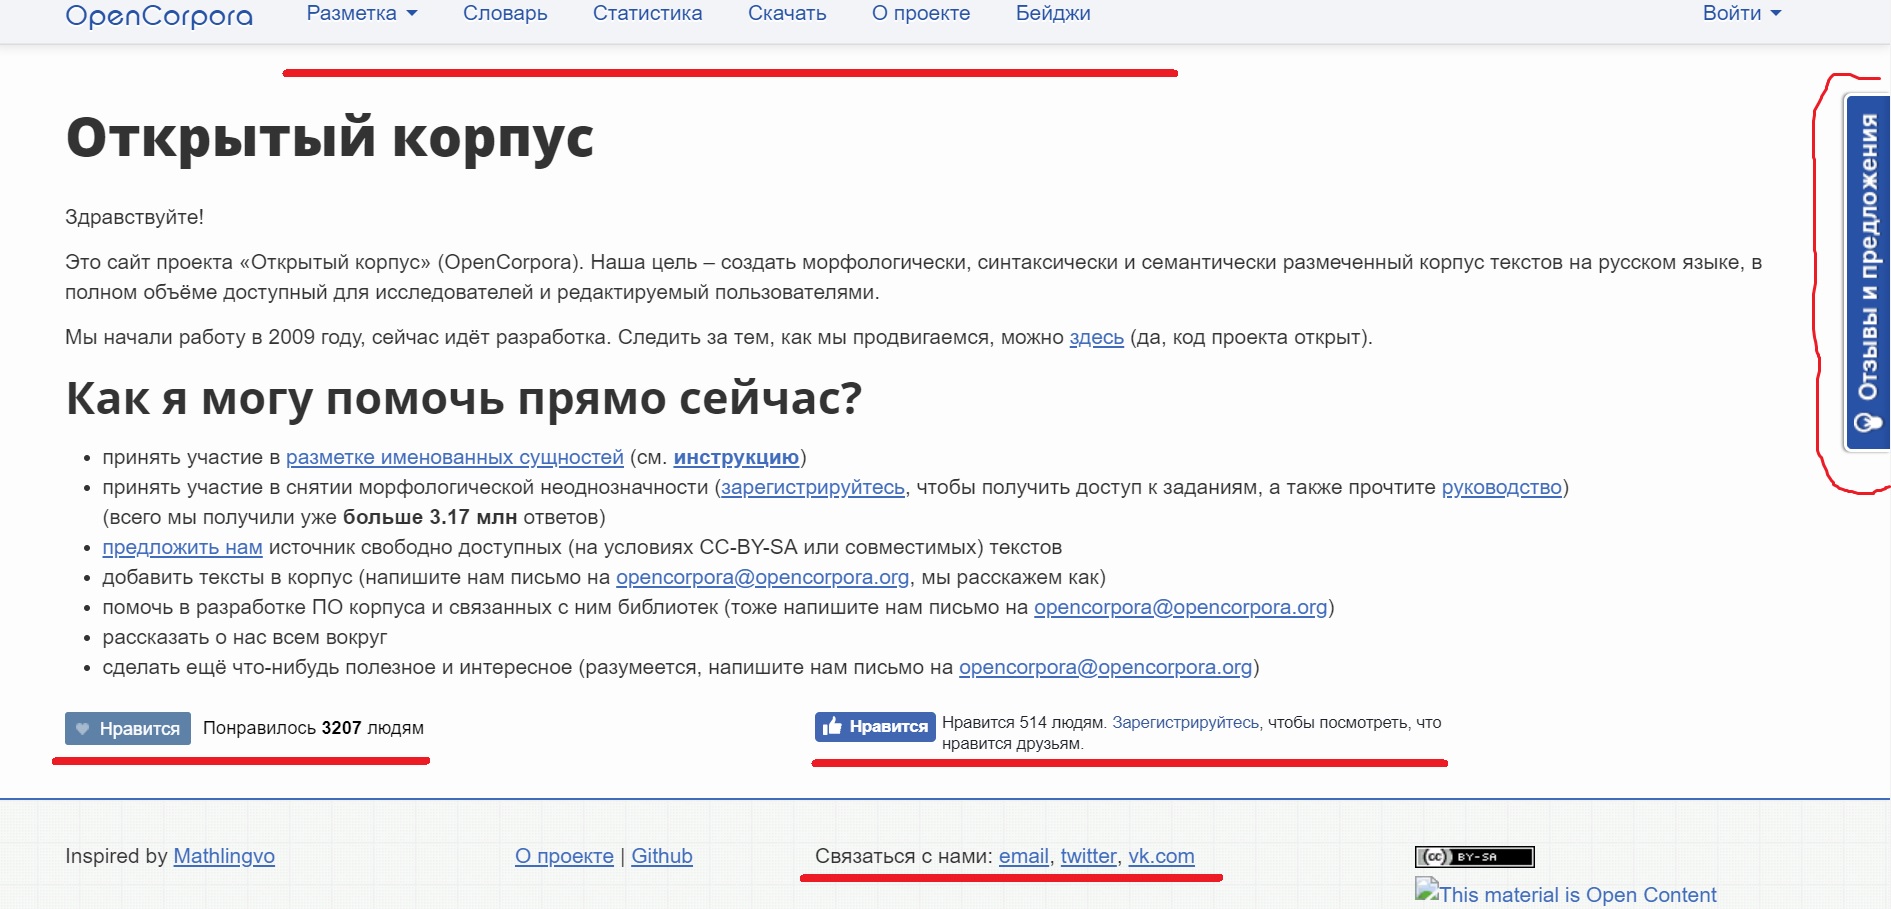 OpenCorpora Разметка Словарь Статистика Скачать О проекте Бейджи Войти
Отзывы и предложения
Открытый корпус
Здравствуйте!
Это сайт проекта «Открытый корпус» (OpenCorpora). Наша цель – создать морфологически, синтаксически и семантически размеченный корпус текстов на русском языке, в
полном объёме доступный для исследователей и редактируемый пользователями.
Мы начали работу в 2009 году, сейчас идёт разработка. Следить за тем, как мы продвигаемся, можно здесь (да, код проекта открыт).
Как я могу помочь прямо сейчас?
• принять участие в разметке именованных сущностей (см. инструкцию)
• принять участие в снятии морфологической неоднозначности (зарегистрируйтесь, чтобы получить доступ к заданиям, а также прочтите руководство)
(всего мы получили уже больше 3.17 млн ответов)
• предложить нам источник свободно доступных (на условиях CC-BY-SA или совместимых) текстов
• добавить тексты в корпус (напишите нам письмо на opencorpora@opencorpora.org, мы расскажем как)
• помочь в разработке ПО корпуса и связанных с ним библиотек (тоже напишите нам письмо на opencorpora@opencorpora.org)
• рассказать о нас всем вокруг
• сделать ещё что-нибудь полезное и интересное (разумеется, напишите нам письмо на opencorpora@opencorpora.org)
Нравится Понравилось 3207 людям
Нравится Нравится 514 людям. Зарегистрируйтесь, чтобы посмотреть, что
нравится друзьям.
Inspired by Mathlingvo О проекте | Github Связаться с нами: email, twitter, vk.com
(cc) BY-SA
This material is Open Content